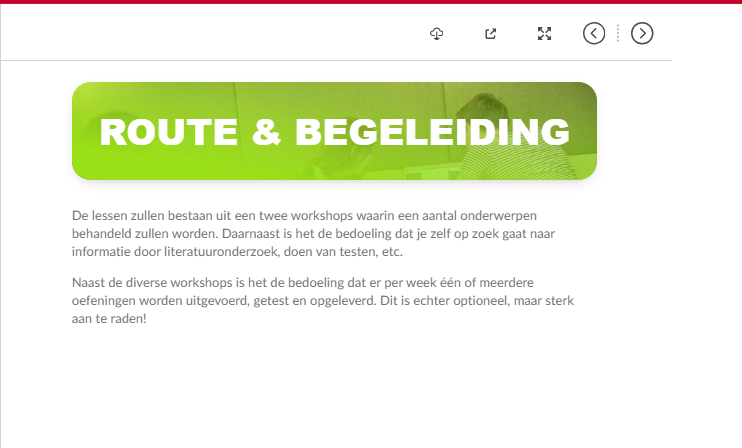 ROUTE & BEGELEIDING
De lessen zullen bestaan uit een twee workshops waarin een aantal onderwerpen
behandeld zullen worden. Daarnaast is het de bedoeling dat je zelf op zoek gaat naar
informatie door literatuuronderzoek, doen van testen, etc.
Naast de diverse workshops is het de bedoeling dat er per week één of meerdere
oefeningen worden uitgevoerd, getest en opgeleverd. Dit is echter optioneel, maar sterk
aan te raden!